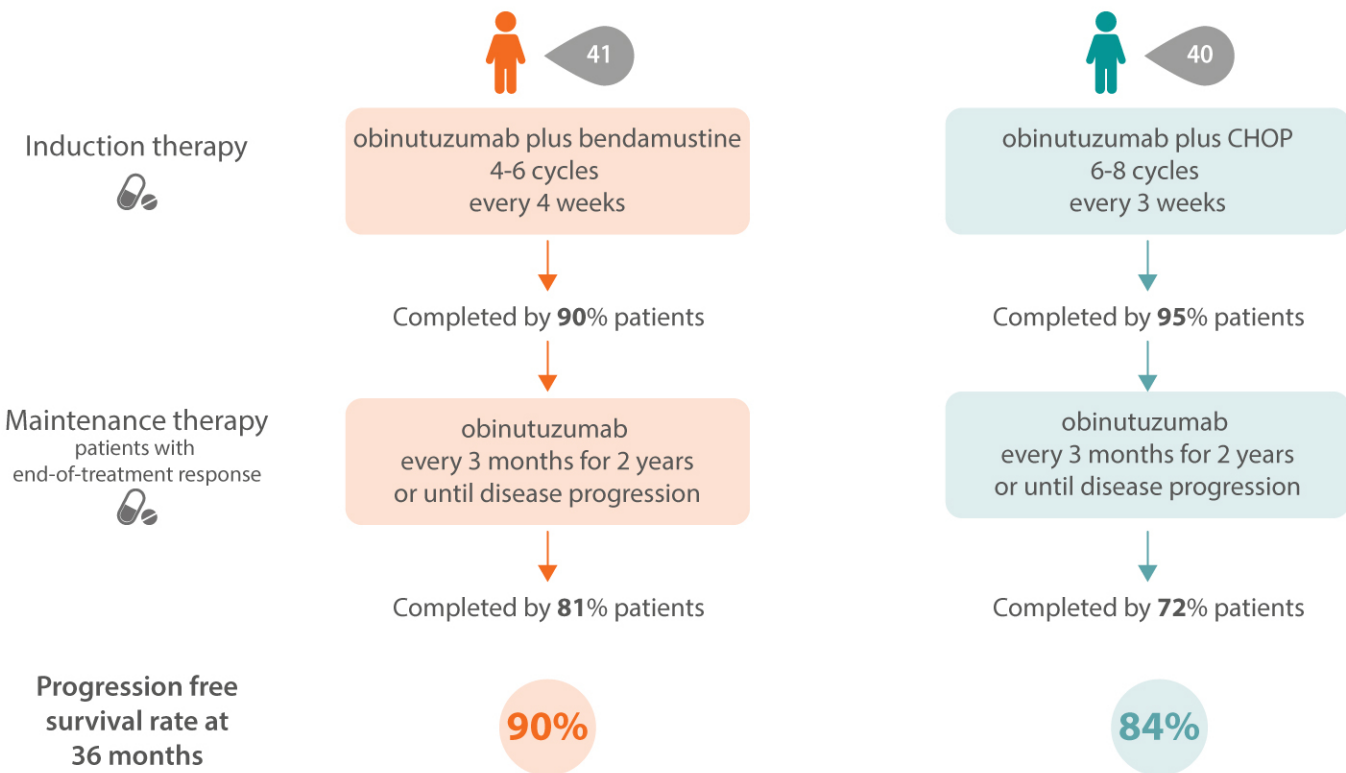 41
40
Induction therapy
obinutuzumab plus bendamustine
4-6 cycles
every 4 weeks
obinutuzumab plus CHOP
6-8 cycles
every 3 weeks
Completed by 90% patients
Completed by 95% patients
Maintenance therapy
patients with
end-of-treatment response
obinutuzumab
every 3 months for 2 years
or until disease progression
obinutuzumab
every 3 months for 2 years
or until disease progression
Completed by 81% patients
Completed by 72% patients
Progression free
survival rate at
36 months
90%
84%